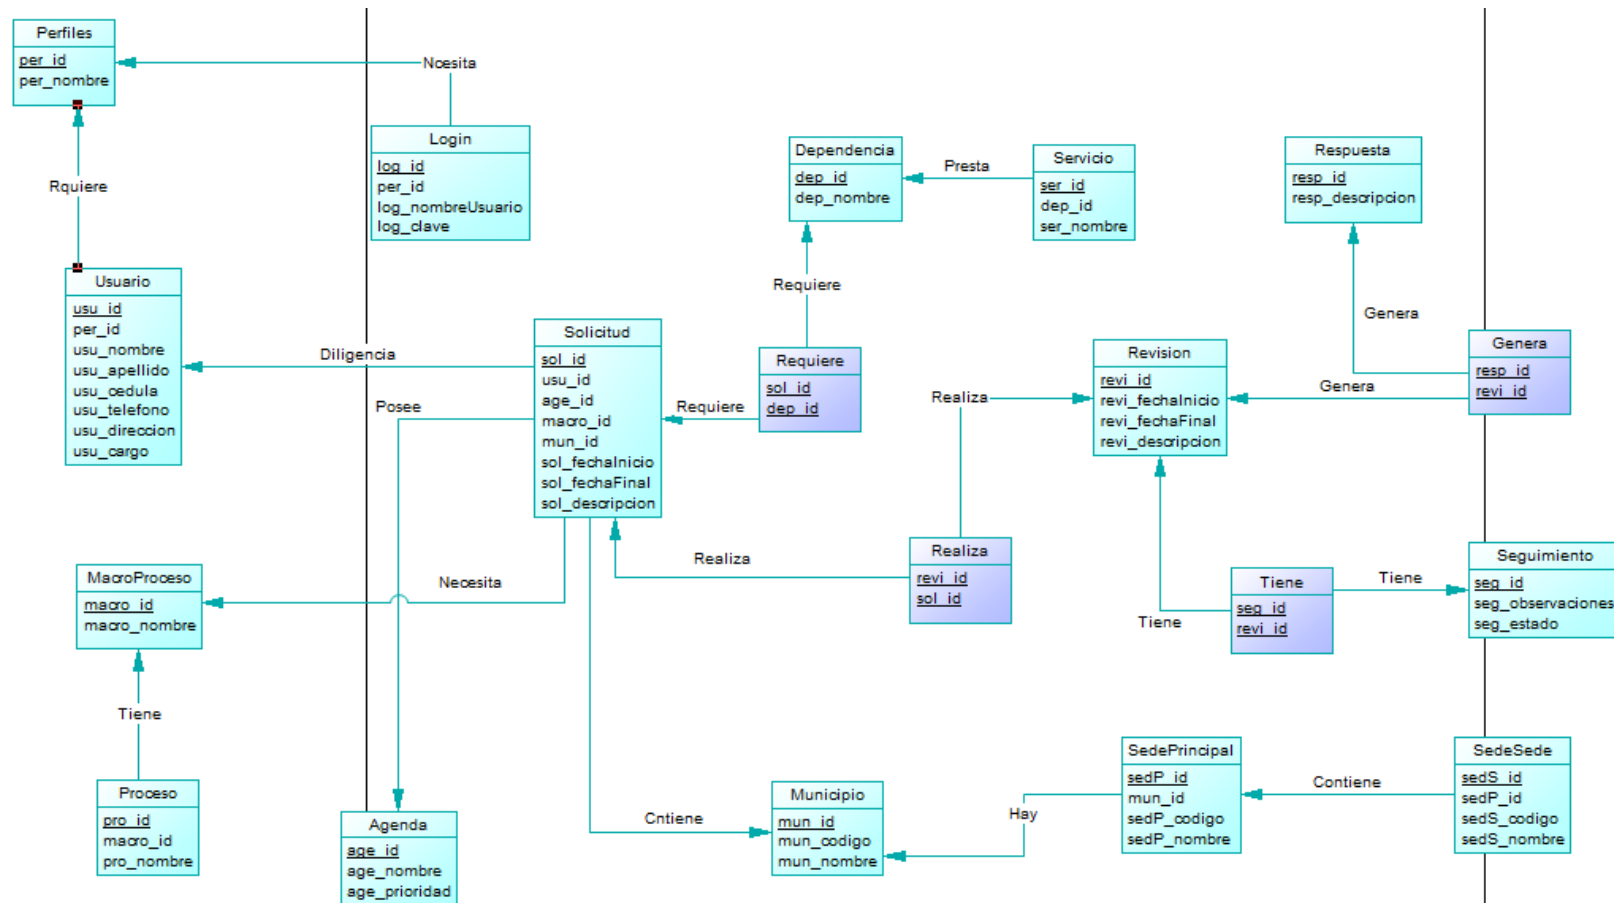 Perfiles
per_id
per_nombre
Ncesita
Login
log_id
per_id
log_nombreUsuario
log_clave
Rquiere
Usuario
usu_id
per_id
usu_nombre
usu_apellido
usu_cedula
usu_telefono
usu_direccion
usu_cargo
Diligencia
Posee
Solicitud
sol_id
usu_id
age_id
macro_id
mun_id
sol_fechaInicio
sol_fechaFinal
sol_descripcion
Dependencia
dep_id
dep_nombre
Presta
Servicio
ser_id
dep_id
ser_nombre
Requiere
Requiere
sol_id
dep_id
Requiere
Respuesta
resp_id
resp_descripcion
Genera
Genera
resp_id
revi_id
Genera
Revision
revi_id
revi_fechaInicio
revi_fechaFinal
revi_descripcion
Realiza
Realiza
revi_id
sol_id
Realiza
Tiene
Tiene
seg_id
revi_id
Tiene
Seguimiento
seg_id
seg_observaciones
seg_estado
Necesita
MacroProceso
macro_id
macro_nombre
Tiene
Proceso
pro_id
macro_id
pro_nombre
Agenda
age_id
age_nombre
age_prioridad
Cntiene
Municipio
mun_id
mun_codigo
mun_nombre
Hay
SedePrincipal
sedP_id
mun_id
sedP_codigo
sedP_nombre
Contiene
SedeSede
sedS_id
sedP_id
sedS_codigo
sedS_nombre